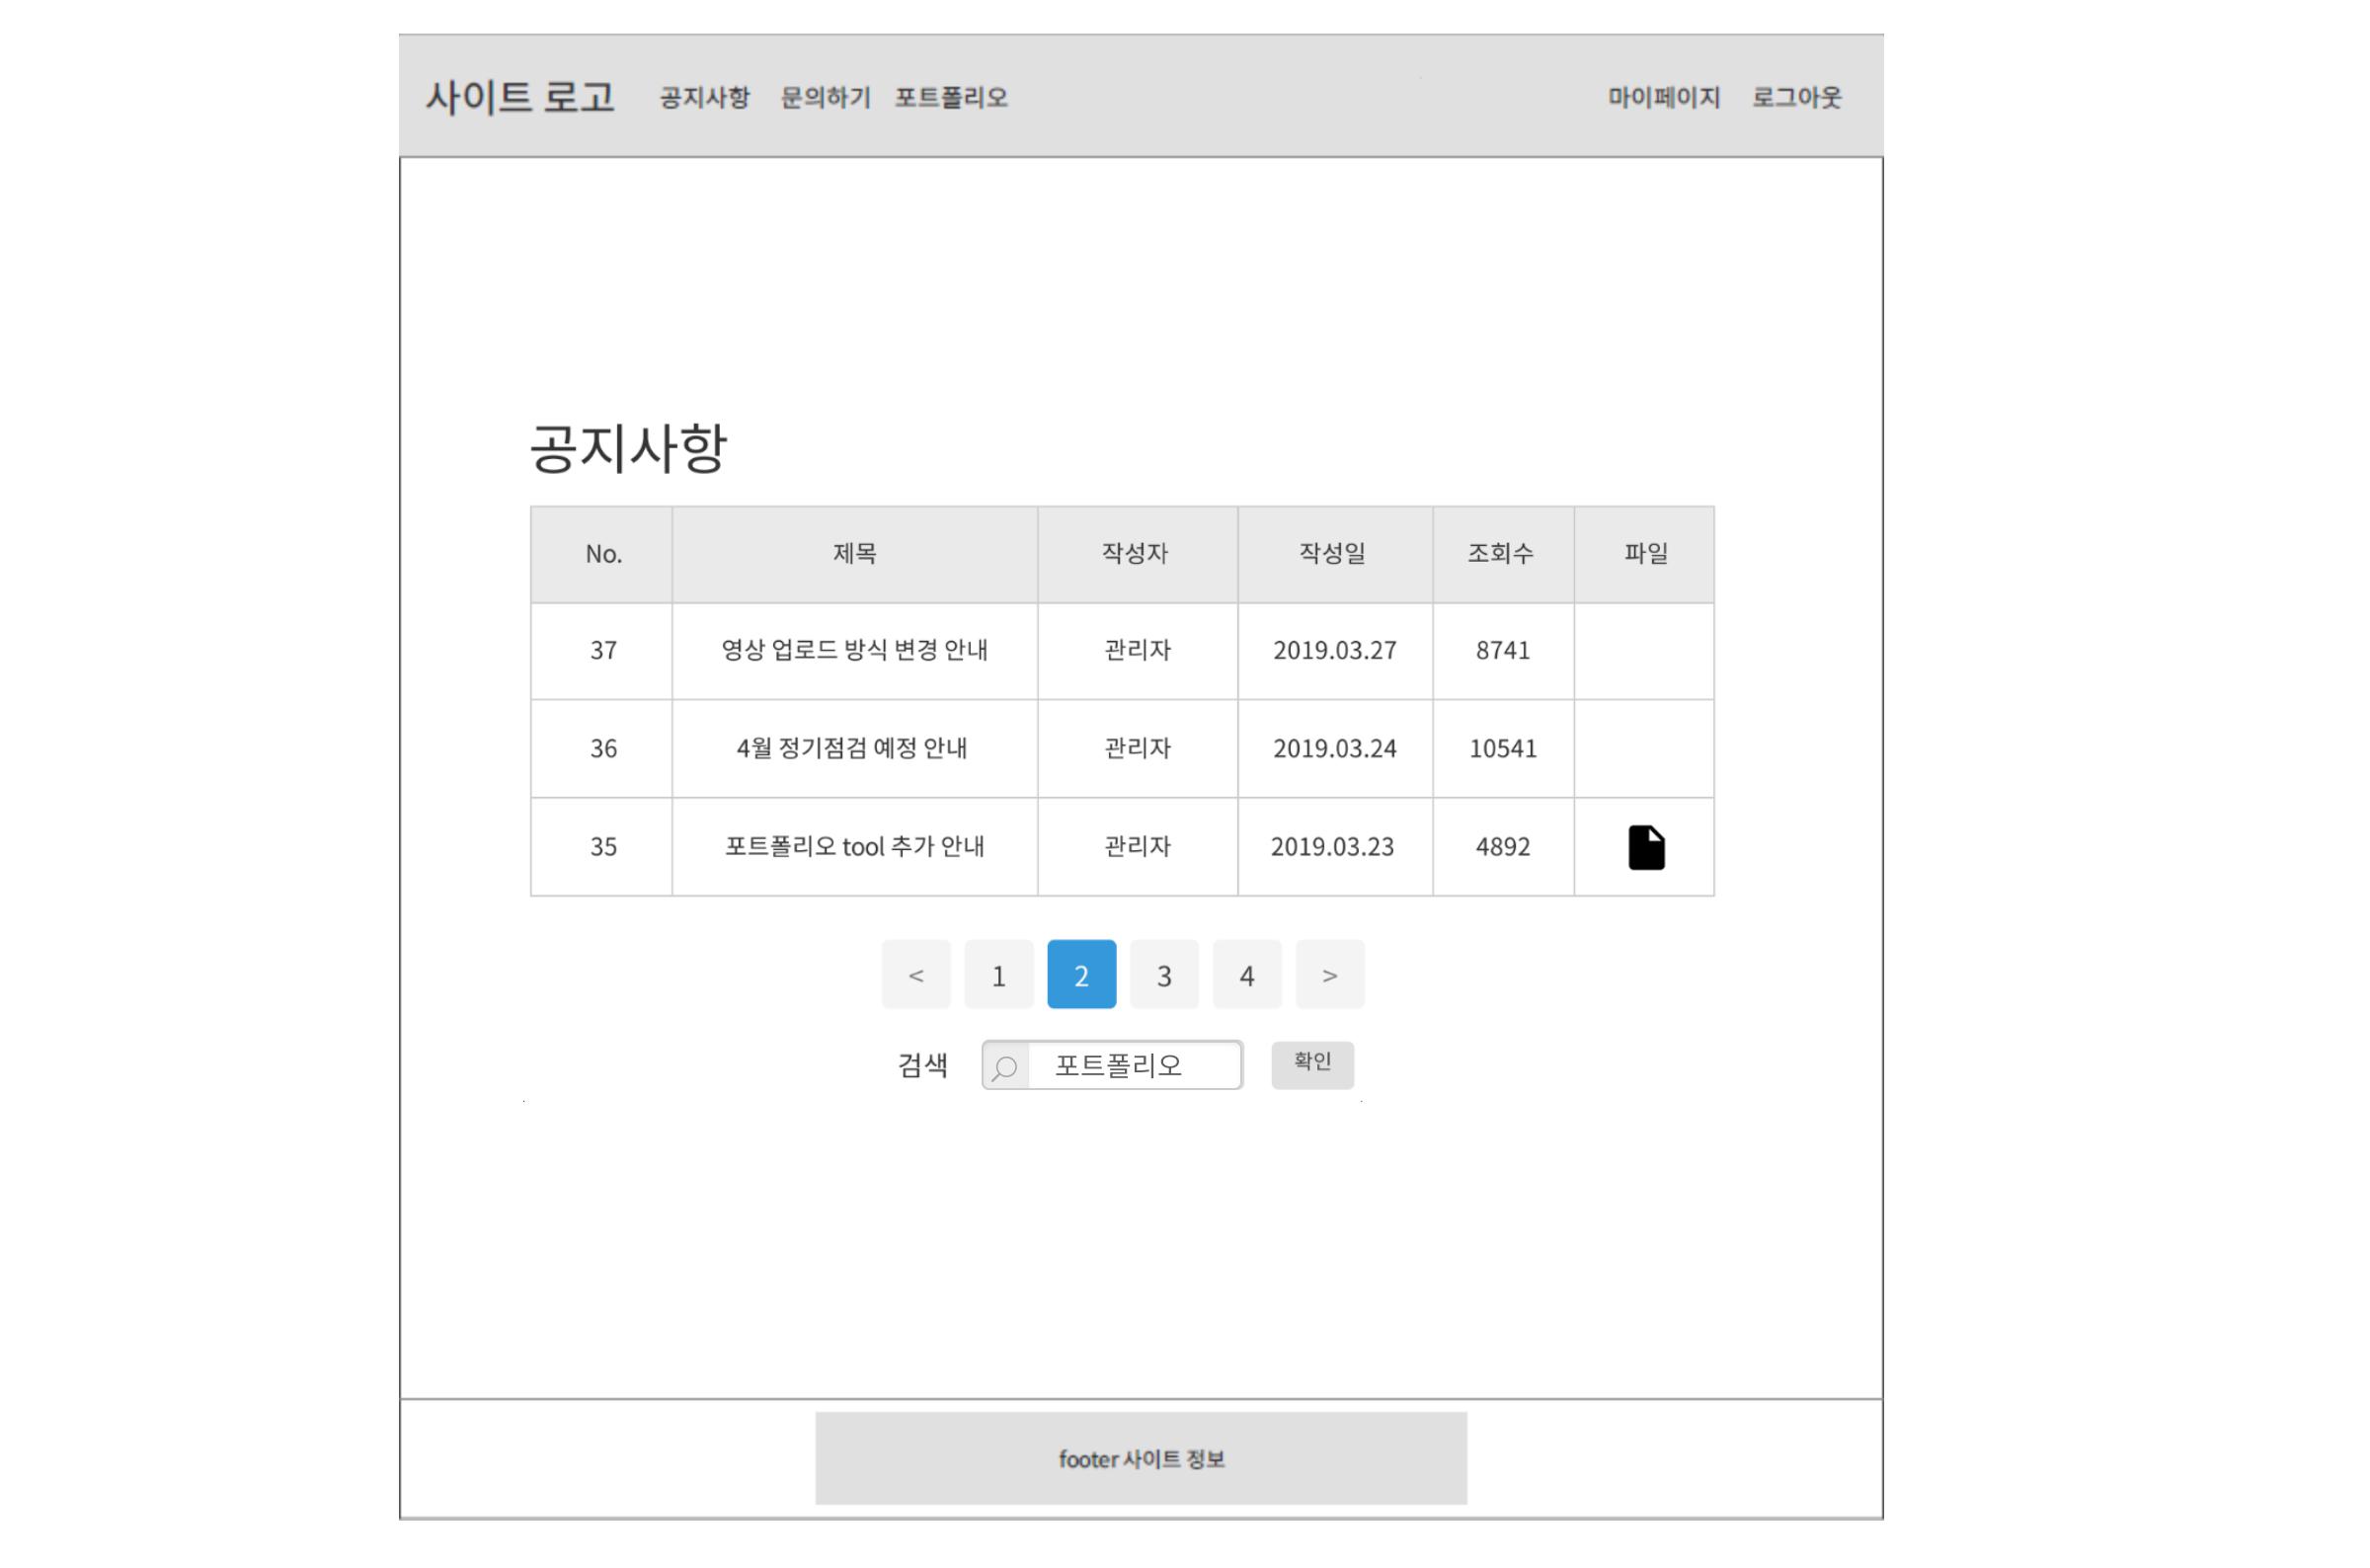 사이트 로고 공지사항 문의하기 포트폴리오 마이페이지 로그아웃
공지사항
No. 제목 작성자 작성일 조회수 파일
37 영상 업로드 방식 변경 안내 관리자 2019.03.27 8741
36 4월 정기점검 예정 안내 관리자 2019.03.24 10541
35 포트폴리오 tool 추가 안내 관리자 2019.03.23 4892
< 1 2 3 4 >
검색 포트폴리오 확인
footer 사이트 정보